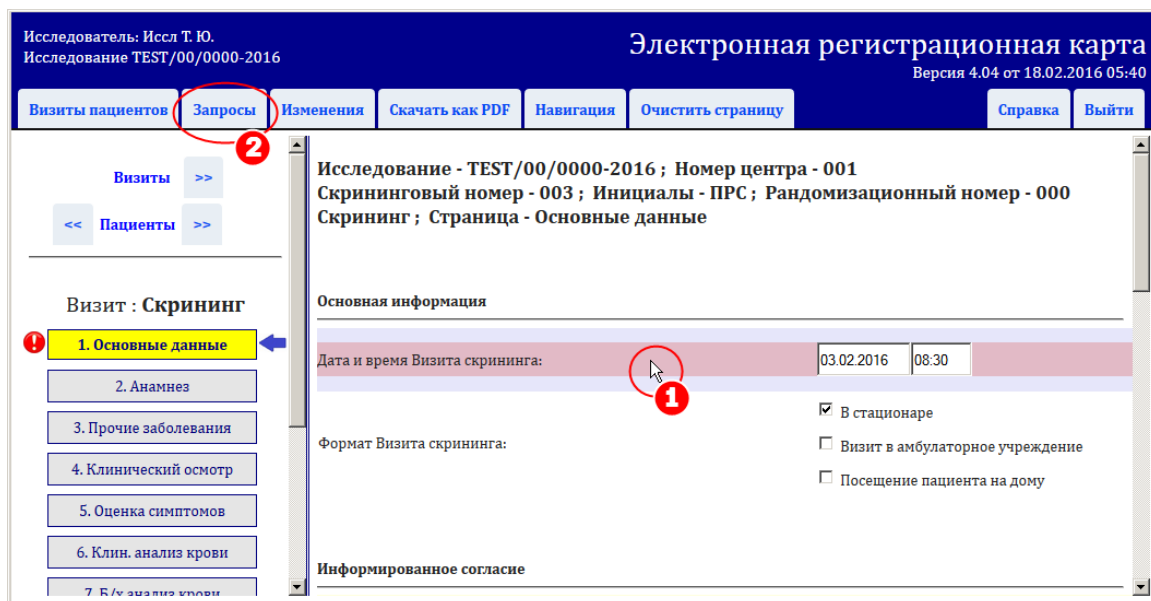 Исследователь: Иссл Т. Ю.
Исследование TEST/00/0000-2016
Электронная регистрационная карта
Версия 4.04 от 18.02.2016 05:40
Визиты пациентов Запросы Изменения Скачать как PDF Навигация Очистить страницу Справка Выйти
2
Визиты >>
<< Пациенты >>
Визит : Скрининг
1. Основные данные
2. Анамнез
3. Прочие заболевания
4. Клинический осмотр
5. Оценка симптомов
6. Клин. анализ крови
7. Б/х анализ крови
Исследование - TEST/00/0000-2016 ; Номер центра - 001
Скрининговый номер - 003 ; Инициалы - ПРС ; Рандомизационный номер - 000
Скрининг ; Страница - Основные данные
Основная информация
Дата и время Визита скрининга: 03.02.2016 08:30
1
Формат Визита скрининга:
В стационаре
Визит в амбулаторное учреждение
Посещение пациента на дому
Информированное согласие